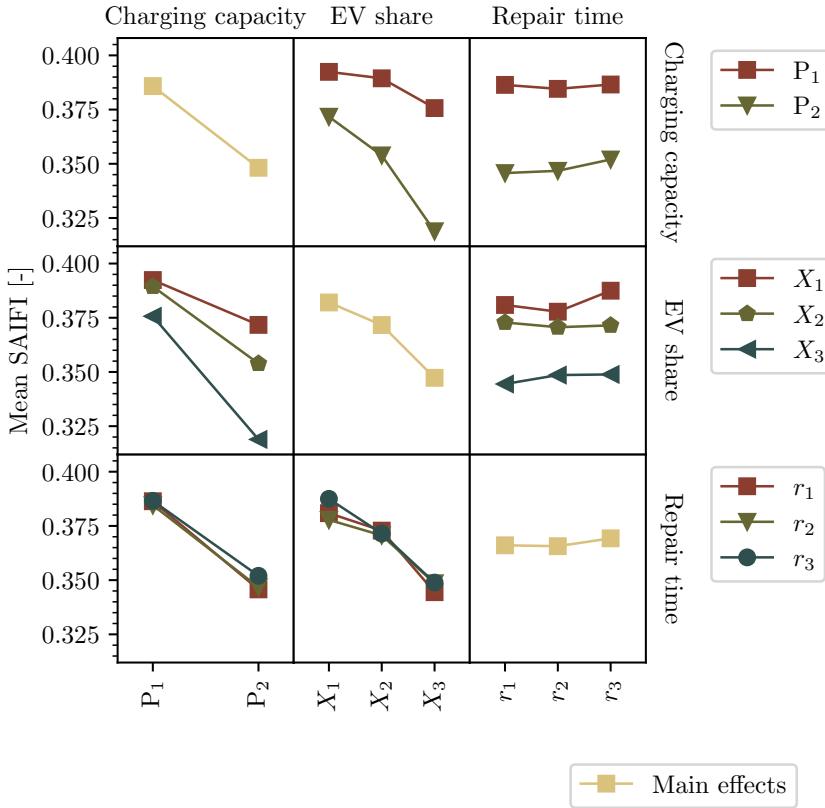 Charging capacity EV share Repair time
0.400
0.375
0.350
0.325
Charging capacity
P₁
P₂
Mean SAIFI [-]
0.400
0.375
0.350
0.325
EV share
X₁
X₂
X₃
0.400
0.375
0.350
0.325
Repair time
r₁
r₂
r₃
P₁ P₂ X₁ X₂ X₃ r₁ r₂ r₃
Main effects